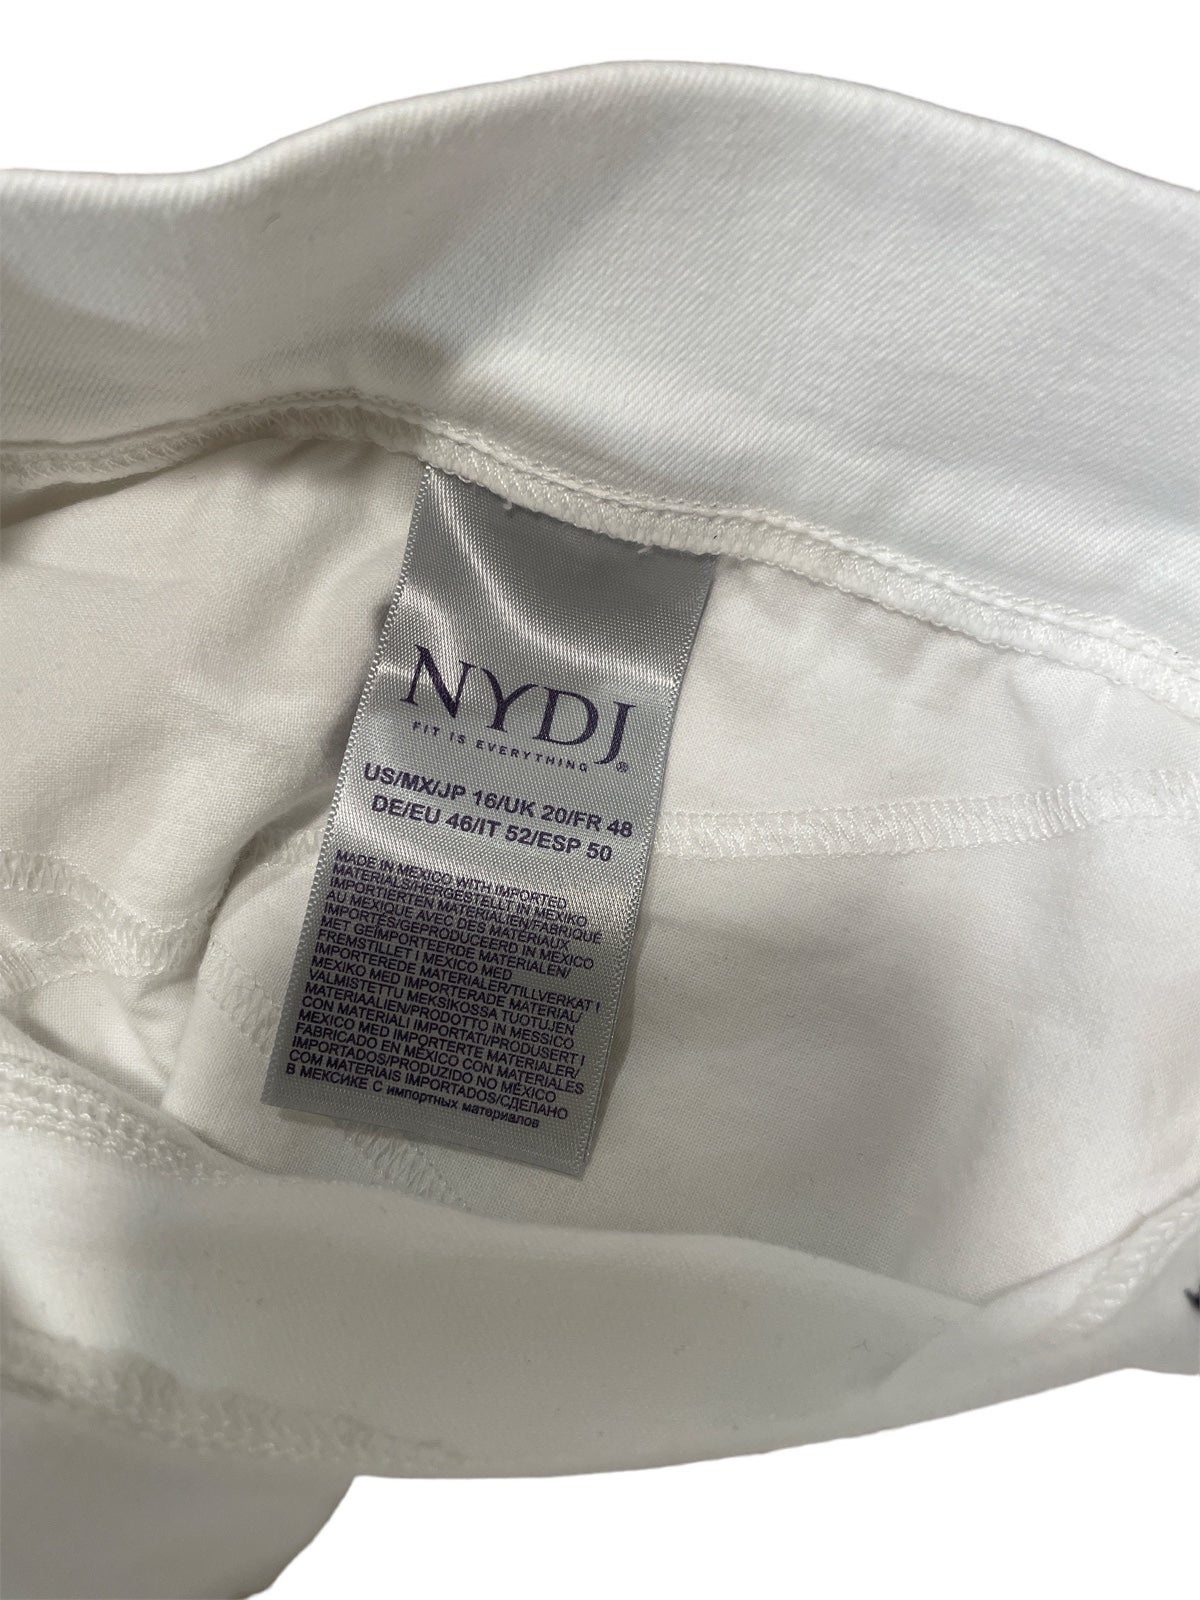 NYDJ
FIT IS EVERYTHING ®
US/MX/JP 16/UK 20/FR 48
DE/EU 46/IT 52/ESP 50
MADE IN MEXICO WITH IMPORTED
MATERIALS/HERGESTELLT IN MEXIKO
IMPORTIERTEN MATERIALIEN/FABRIQUÉ
AU MEXIQUE AVEC DES MATÉRIAUX
IMPORTÉS/GEPRODUCEERD IN MEXICO
MET GEÏMPORTEERDE MATERIALEN/
FREMSTILLET I MEXICO MED
IMPORTEREDE MATERIALER/TILLVERKAT I
MEXIKO MED IMPORTERADE MATERIAL/
VALMISTETTU MEKSIKOSSA TUOTUJEN
MATERIAALIEN/PRODOTTO IN MESSICO
CON MATERIALI IMPORTATI/PRODUSERT I
MEXICO MED IMPORTERTE MATERIALER/
FABRICADO EN MÉXICO CON MATERIALES
IMPORTADOS/PRODUZIDO NO MÉXICO
COM MATERIAIS IMPORTADOS/СДЕЛАНО
В МЕКСИКЕ С импортных материалов